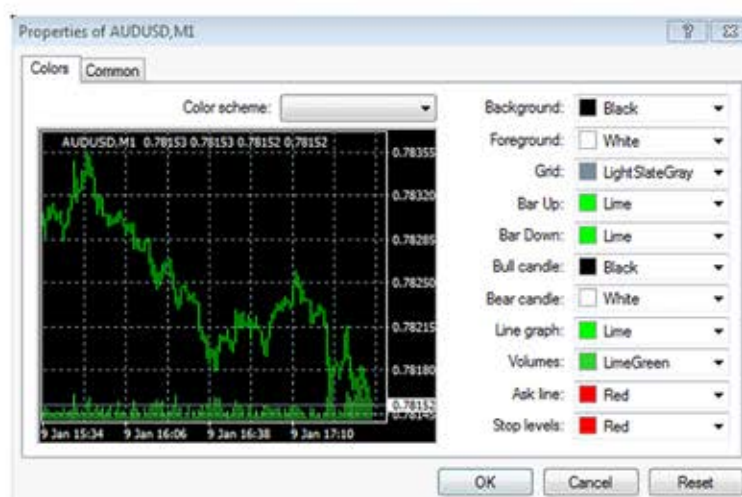 Properties of AUDUSD,M1
Colors Common
Color scheme:
AUDUSD,M1 0.78153 0.78153 0.78152 0.78152
0.78355
0.78320
0.78285
0.78250
0.78215
0.78180
0.78152
0.78145
9 Jan 15:34 9 Jan 16:06 9 Jan 16:38 9 Jan 17:10
Background: Black
Foreground: White
Grid: LightSlateGray
Bar Up: Lime
Bar Down: Lime
Bull candle: Black
Bear candle: White
Line graph: Lime
Volumes: LimeGreen
Ask line: Red
Stop levels: Red
OK Cancel Reset